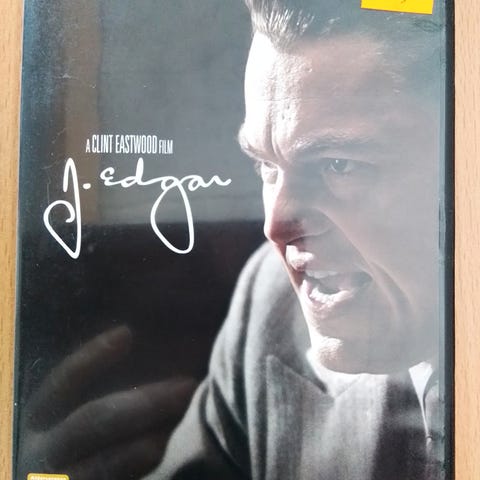 A CLINT EASTWOOD FILM
J. Edgar